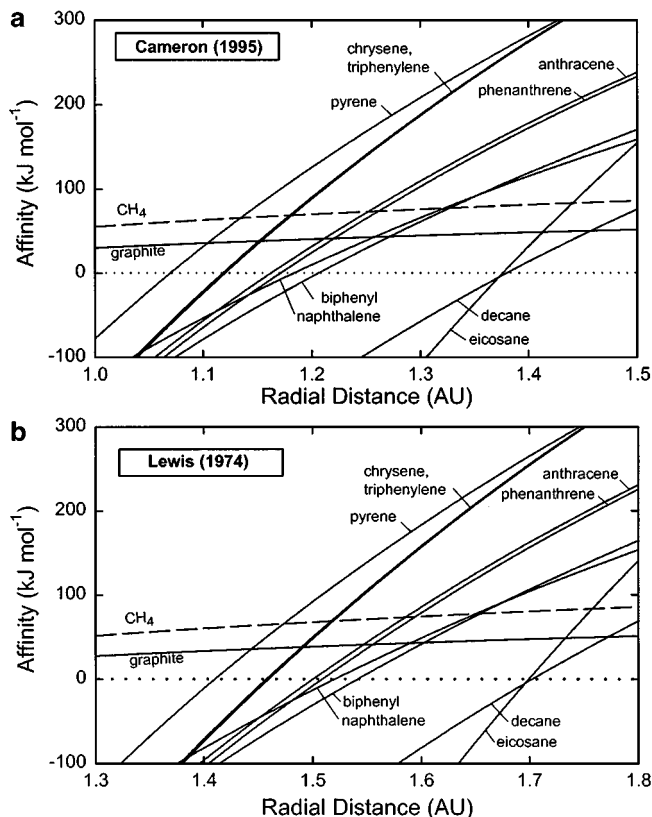 a
Cameron (1995)
300
200
100
0
-100
Affinity (kJ mol⁻¹)
chrysene,
triphenylene
pyrene
anthracene
phenanthrene
CH₄
graphite
biphenyl
naphthalene
decane
eicosane
1.0 1.1 1.2 1.3 1.4 1.5
Radial Distance (AU)
b
Lewis (1974)
300
200
100
0
-100
Affinity (kJ mol⁻¹)
chrysene,
triphenylene
pyrene
anthracene
phenanthrene
CH₄
graphite
biphenyl
naphthalene
decane
eicosane
1.3 1.4 1.5 1.6 1.7 1.8
Radial Distance (AU)